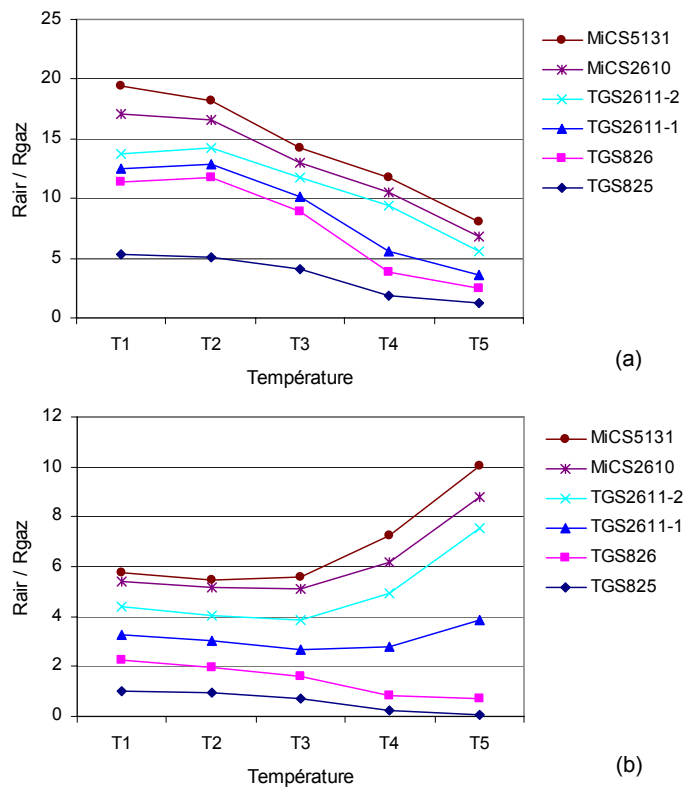 25
20
15
10
5
0
Rair / Rgaz
T1 T2 T3 T4 T5
Température
MiCS5131
MiCS2610
TGS2611-2
TGS2611-1
TGS826
TGS825
(a)
12
10
8
6
4
2
0
Rair / Rgaz
T1 T2 T3 T4 T5
Température
MiCS5131
MiCS2610
TGS2611-2
TGS2611-1
TGS826
TGS825
(b)